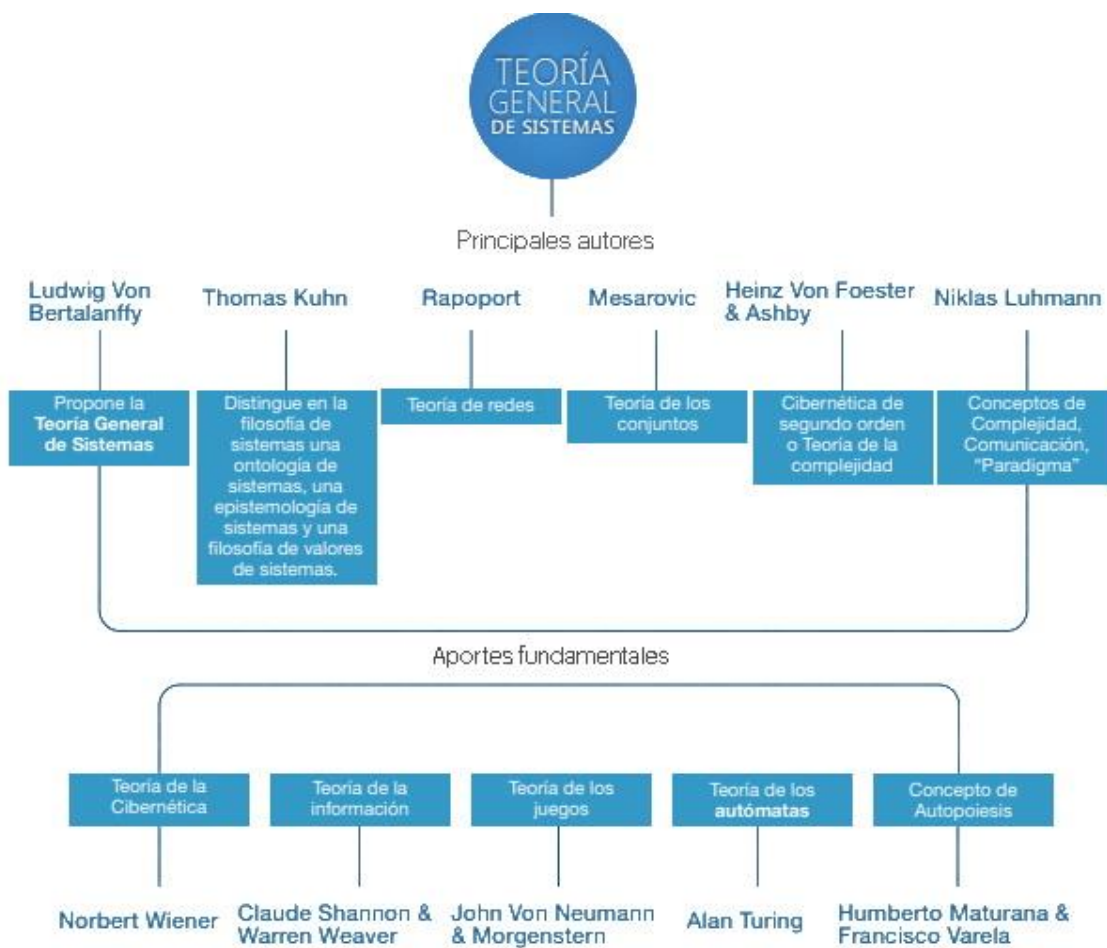 TEORÍA
GENERAL
DE SISTEMAS
Principales autores
Ludwig Von
Bertalanffy
Propone la
Teoría General
de Sistemas
Thomas Kuhn
Distingue en la
filosofía de
sistemas una
ontología de
sistemas, una
epistemología de
sistemas y una
filosofía de valores
de sistemas.
Rapoport
Teoría de redes
Mesarovic
Teoría de los
conjuntos
Heinz Von Foester
& Ashby
Cibernética de
segundo orden
o Teoría de la
complejidad
Niklas Luhmann
Conceptos de
Complejidad,
Comunicación,
"Paradigma"
Aportes fundamentales
Teoría de la
Cibernética
Norbert Wiener
Teoría de la
información
Claude Shannon &
Warren Weaver
Teoría de los
juegos
John Von Neumann
& Morgenstern
Teoría de los
autómatas
Alan Turing
Concepto de
Autopoiesis
Humberto Maturana &
Francisco Varela